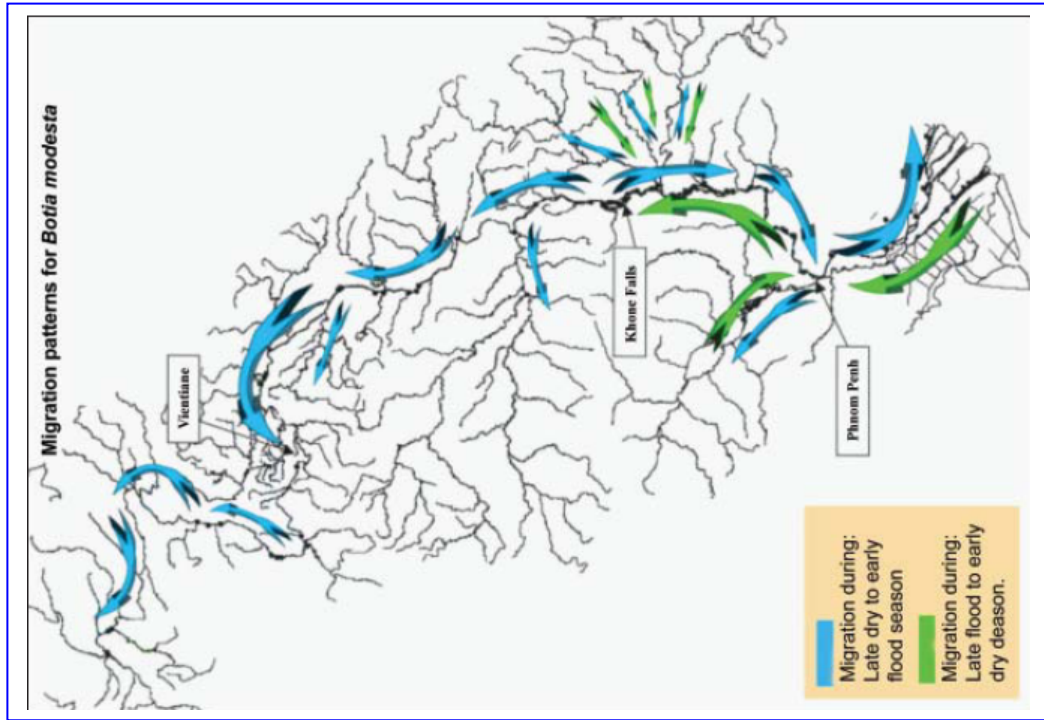 Migration patterns for Botia modesta
Vientiane
Khone Falls
Phnom Penh
Migration during:
Late dry to early
flood season
Migration during:
Late flood to early
dry deason.